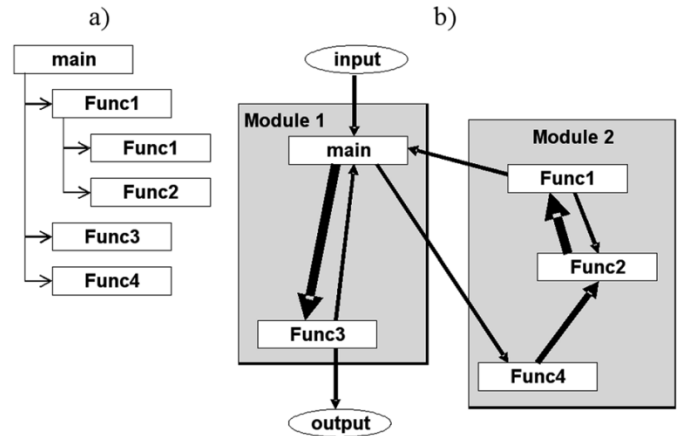 a)
main
Func1
Func1
Func2
Func3
Func4
b)
input
Module 1
main
Func3
output
Module 2
Func1
Func2
Func4